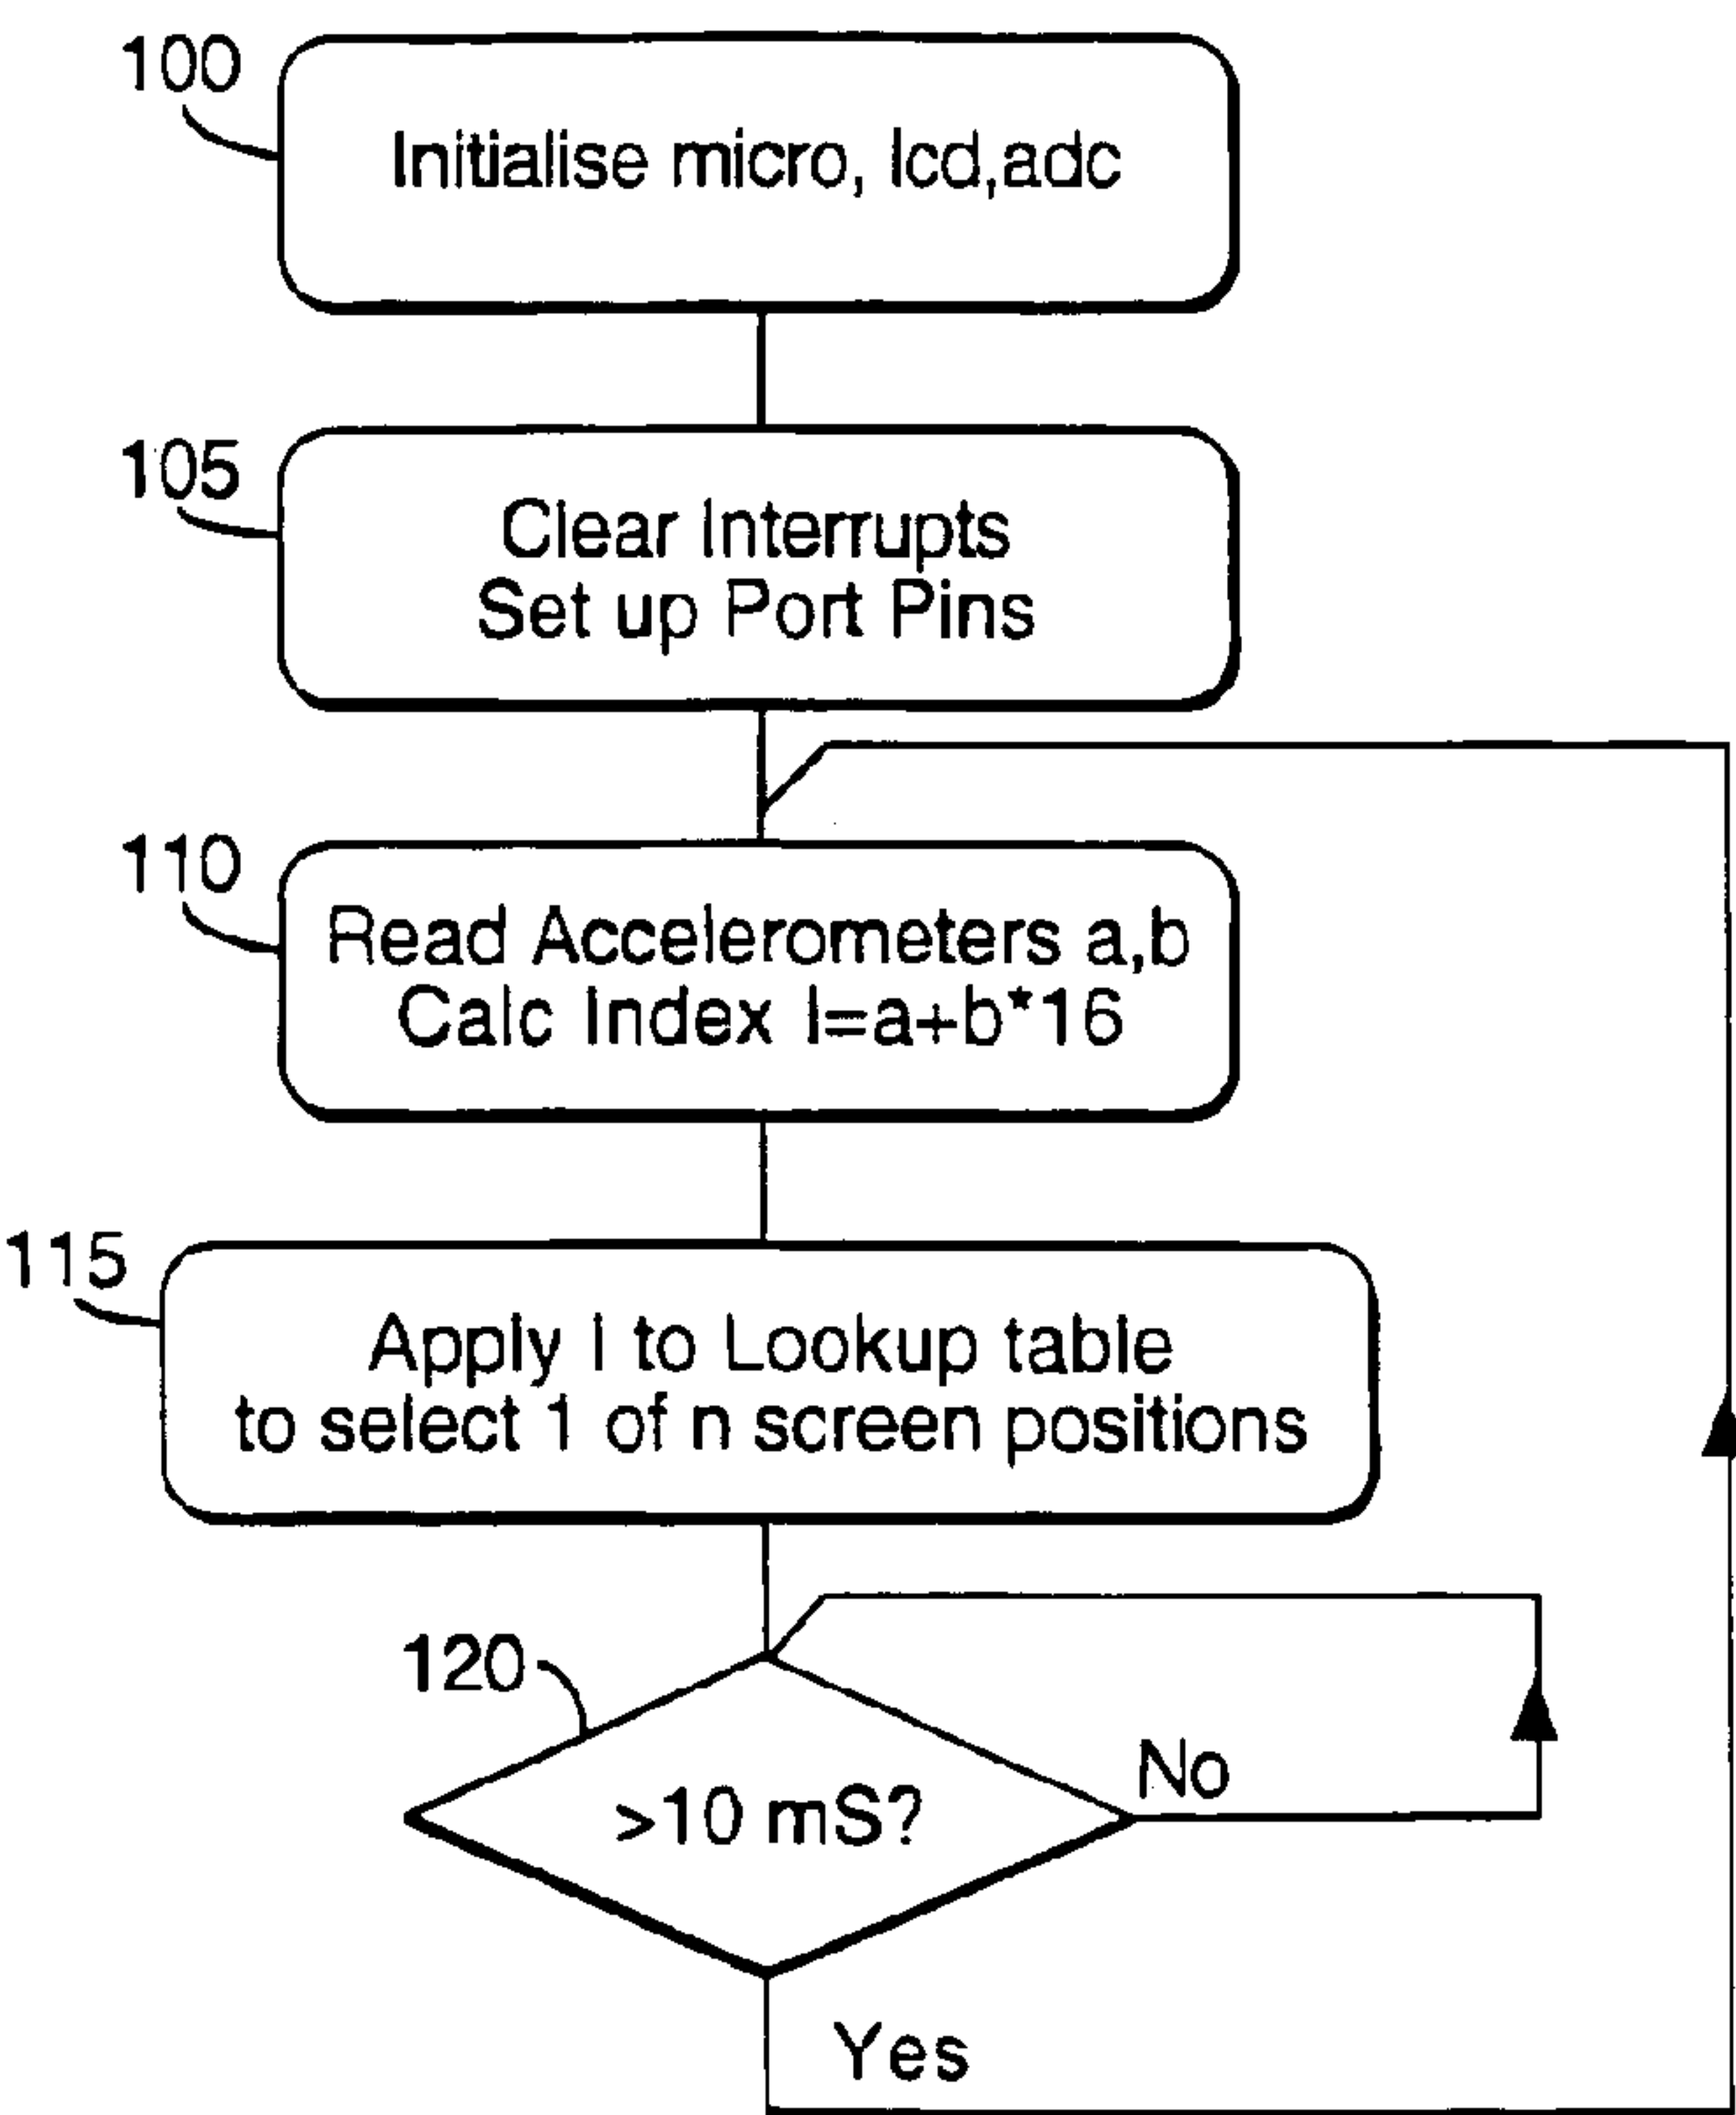 100
Initialise micro, lcd,adc
105
Clear Interrupts
Set up Port Pins
110
Read Accelerometers a,b
Calc Index I=a+b*16
115
Apply I to Lookup table
to select 1 of n screen positions
120
>10 mS?
No
Yes